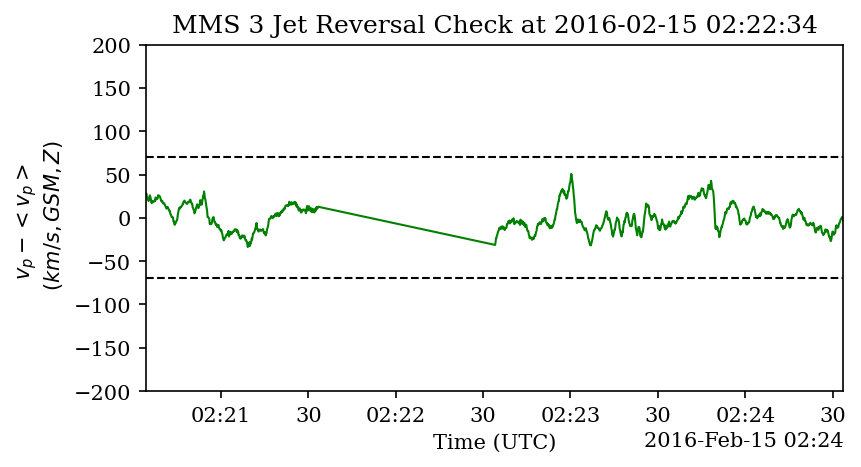 MMS 3 Jet Reversal Check at 2016-02-15 02:22:34
200
150
100
50
0
−50
−100
−150
−200
v_p − < v_p >
(km/s, GSM, Z)
02:21 30 02:22 30 02:23 30 02:24 30
Time (UTC)
2016-Feb-15 02:24